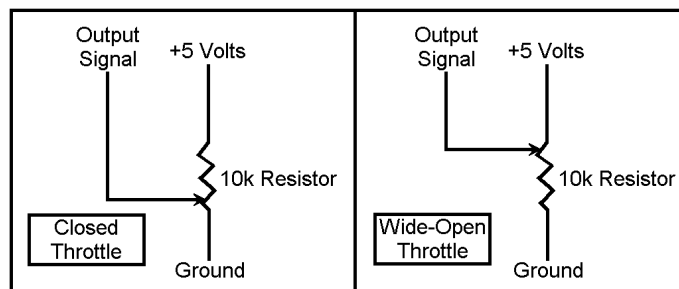 Output
Signal
+5 Volts
10k Resistor
Closed
Throttle
Ground
Output
Signal
+5 Volts
10k Resistor
Wide-Open
Throttle
Ground